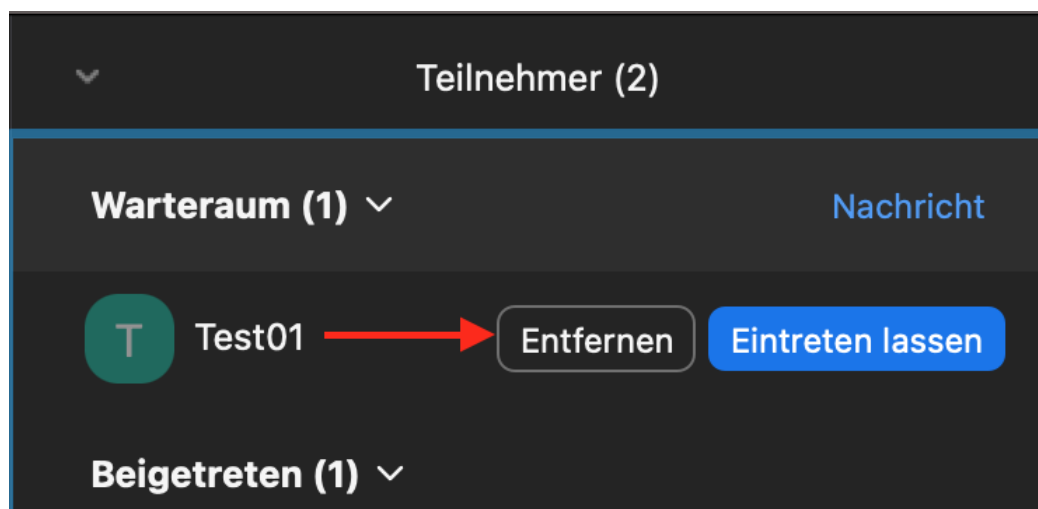 Teilnehmer (2)
Warteraum (1) Nachricht
T Test01 Entfernen Eintreten lassen
Beigetreten (1)